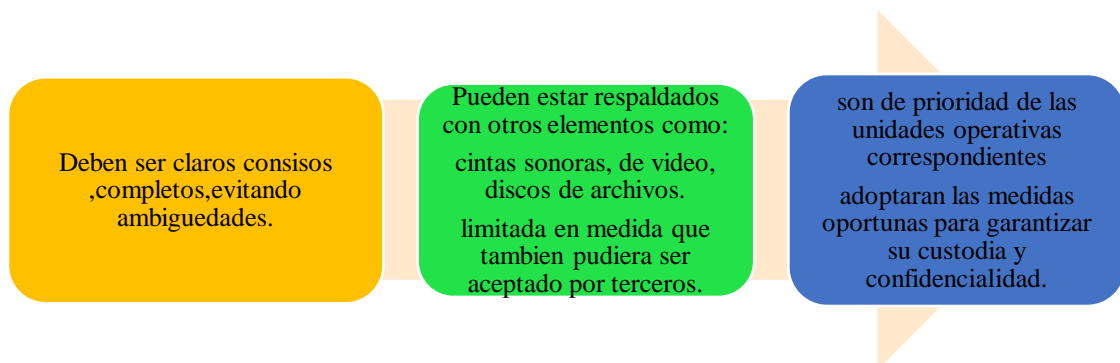 Deben ser claros consisos
,completos,evitando
ambiguedades.
Pueden estar respaldados
con otros elementos como:
cintas sonoras, de video,
discos de archivos.
limitada en medida que
tambien pudiera ser
aceptado por terceros.
son de prioridad de las
unidades operativas
correspondientes
adoptaran las medidas
oportunas para garantizar
su custodia y
confidencialidad.